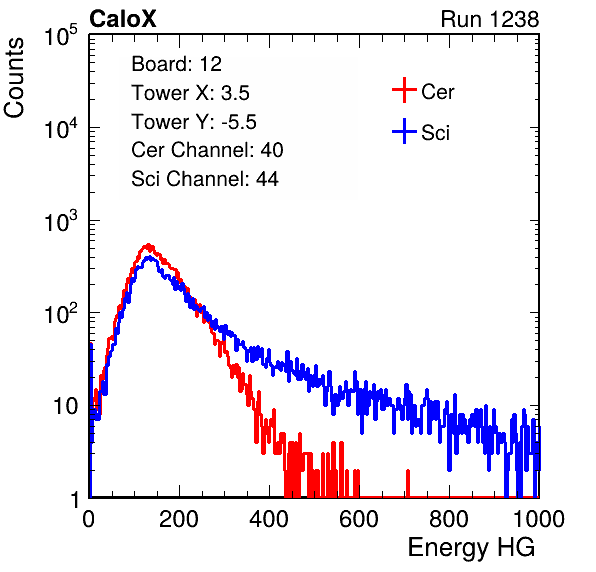 CaloX Run 1238
Counts
Board: 12
Tower X: 3.5
Tower Y: -5.5
Cer Channel: 40
Sci Channel: 44
Cer
Sci
10^5
10^4
10^3
10^2
10
1
0 200 400 600 800 1000
Energy HG